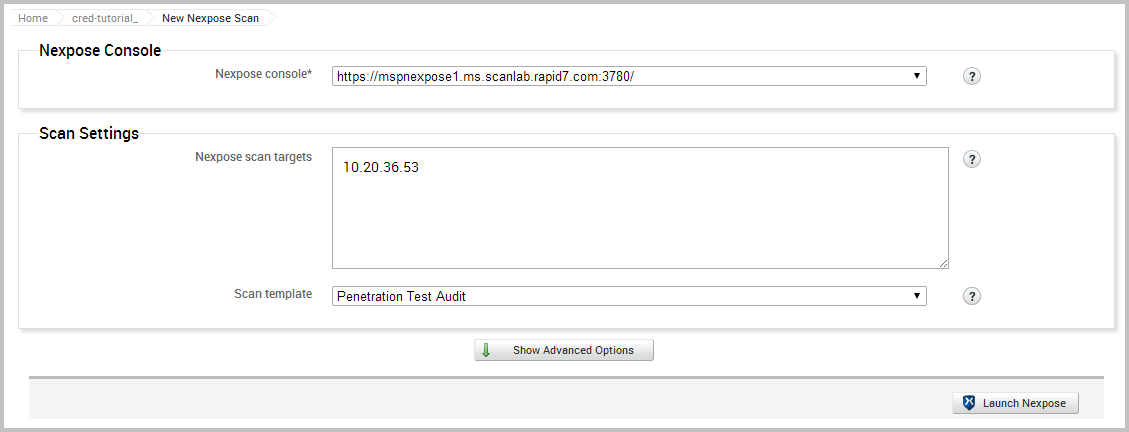 Home cred-tutorial_ New Nexpose Scan
Nexpose Console
Nexpose console* https://mspnexpose1.ms.scanlab.rapid7.com:3780/ ?
Scan Settings
Nexpose scan targets ?
10.20.36.53
Scan template Penetration Test Audit ?
Show Advanced Options
Launch Nexpose